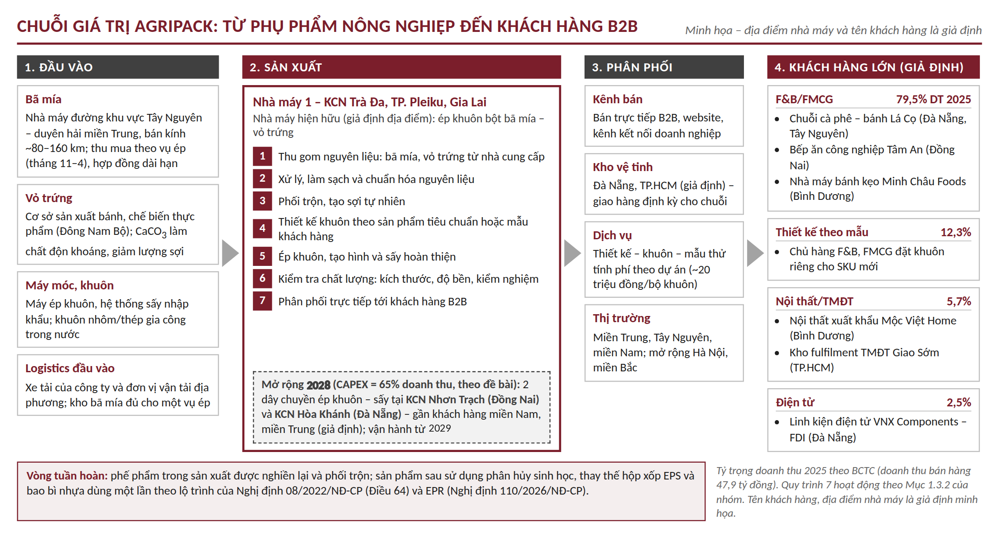 CHUỖI GIÁ TRỊ AGRIPACK: TỪ PHỤ PHẨM NÔNG NGHIỆP ĐẾN KHÁCH HÀNG B2B
Minh họa – địa điểm nhà máy và tên khách hàng là giả định
1. ĐẦU VÀO
Bã mía
Nhà máy đường khu vực Tây Nguyên
– duyên hải miền Trung, bán kính
~80–160 km; thu mua theo vụ ép
(tháng 11–4), hợp đồng dài hạn
Vỏ trứng
Cơ sở sản xuất bánh, chế biến thực
phẩm (Đông Nam Bộ); CaCO3 làm
chất độn khoáng, giảm lượng sợi
Máy móc, khuôn
Máy ép khuôn, hệ thống sấy nhập
khẩu; khuôn nhôm/thép gia công
trong nước
Logistics đầu vào
Xe tải của công ty và đơn vị vận tải địa
phương; kho bã mía đủ cho một vụ ép
2. SẢN XUẤT
Nhà máy 1 – KCN Trà Đa, TP. Pleiku, Gia Lai
Nhà máy hiện hữu (giả định địa điểm): ép khuôn bột bã mía –
vỏ trứng
1 Thu gom nguyên liệu: bã mía, vỏ trứng từ nhà cung cấp
2 Xử lý, làm sạch và chuẩn hóa nguyên liệu
3 Phối trộn, tạo sợi tự nhiên
4 Thiết kế khuôn theo sản phẩm tiêu chuẩn hoặc mẫu
khách hàng
5 Ép khuôn, tạo hình và sấy hoàn thiện
6 Kiểm tra chất lượng: kích thước, độ bền, kiểm nghiệm
7 Phân phối trực tiếp tới khách hàng B2B
Mở rộng 2028 (CAPEX = 65% doanh thu, theo đề bài): 2
dây chuyền ép khuôn – sấy tại KCN Nhơn Trạch (Đồng Nai)
và KCN Hòa Khánh (Đà Nẵng) – gần khách hàng miền Nam,
miền Trung (giả định); vận hành từ 2029
3. PHÂN PHỐI
Kênh bán
Bán trực tiếp B2B, website,
kênh kết nối doanh nghiệp
Kho vệ tinh
Đà Nẵng, TP.HCM (giả định) –
giao hàng định kỳ cho chuỗi
Dịch vụ
Thiết kế – khuôn – mẫu thử
tính phí theo dự án (~20
triệu đồng/bộ khuôn)
Thị trường
Miền Trung, Tây Nguyên,
miền Nam; mở rộng Hà Nội,
miền Bắc
4. KHÁCH HÀNG LỚN (GIẢ ĐỊNH)
F&B/FMCG 79,5% DT 2025
• Chuỗi cà phê – bánh Lá Cọ (Đà Nẵng,
Tây Nguyên)
• Bếp ăn công nghiệp Tâm An (Đồng
Nai)
• Nhà máy bánh kẹo Minh Châu Foods
(Bình Dương)
Thiết kế theo mẫu 12,3%
• Chủ hàng F&B, FMCG đặt khuôn
riêng cho SKU mới
Nội thất/TMĐT 5,7%
• Nội thất xuất khẩu Mộc Việt Home
(Bình Dương)
• Kho fulfilment TMĐT Giao Sớm
(TP.HCM)
Điện tử 2,5%
• Linh kiện điện tử VNX Components –
FDI (Đà Nẵng)
Vòng tuần hoàn: phế phẩm trong sản xuất được nghiền lại và phối trộn; sản phẩm sau sử dụng phân hủy sinh học, thay thế hộp xốp EPS và
bao bì nhựa dùng một lần theo lộ trình của Nghị định 08/2022/NĐ-CP (Điều 64) và EPR (Nghị định 110/2026/NĐ-CP).
Tỷ trọng doanh thu 2025 theo BCTC (doanh thu bán hàng
47,9 tỷ đồng). Quy trình 7 hoạt động theo Mục 1.3.2 của
nhóm. Tên khách hàng, địa điểm nhà máy là giả định minh
họa.